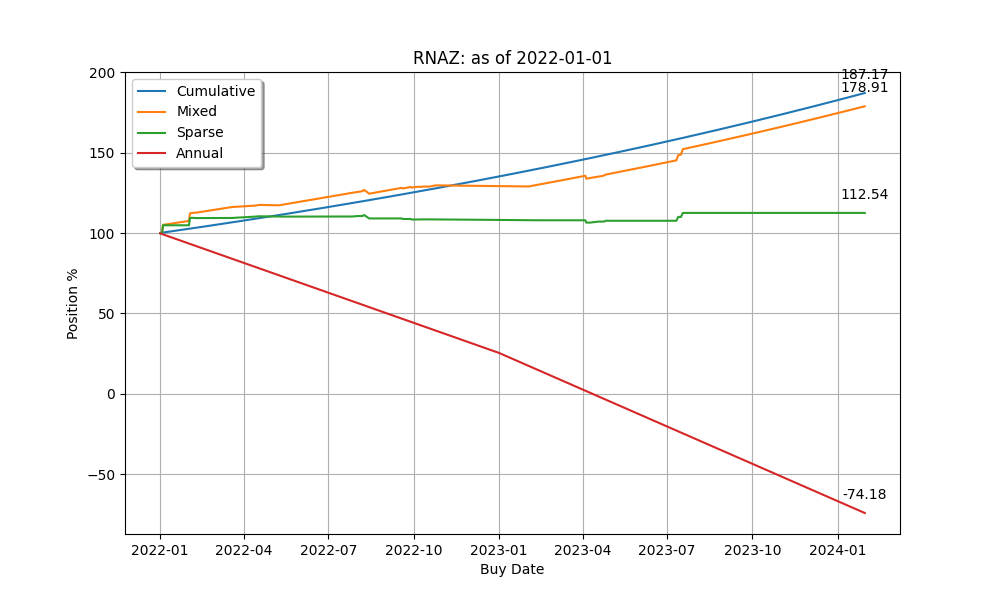 RNAZ: as of 2022-01-01
200
150
100
50
0
−50
Position %
Cumulative
Mixed
Sparse
Annual
187.17
178.91
112.54
-74.18
2022-01
2022-04
2022-07
2022-10
2023-01
2023-04
2023-07
2023-10
2024-01
Buy Date